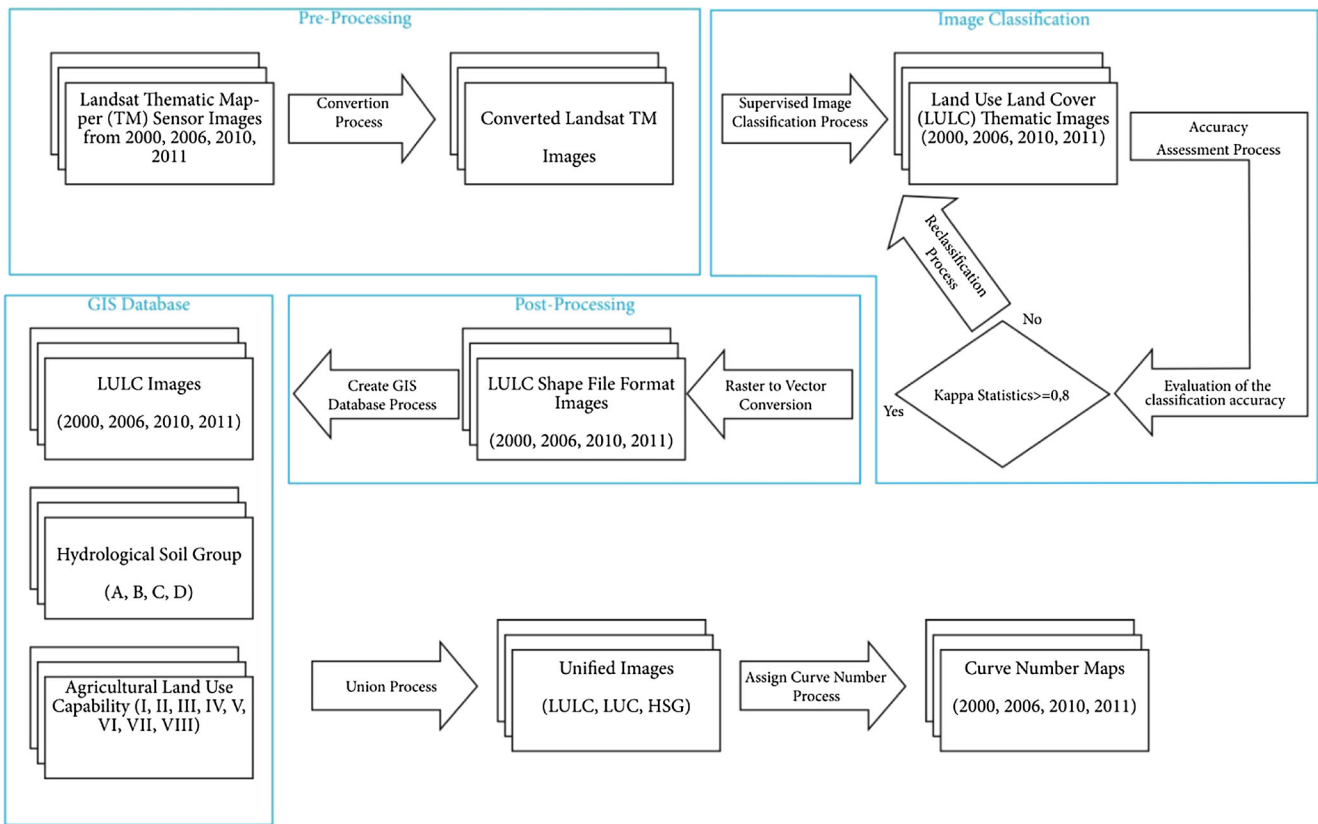 Pre-Processing
Landsat Thematic Map-
per (TM) Sensor Images
from 2000, 2006, 2010,
2011
Convertion
Process
Converted Landsat TM
Images
Image Classification
Supervised Image
Classification Process
Land Use Land Cover
(LULC) Thematic Images
(2000, 2006, 2010, 2011)
Accuracy
Assessment Process
Reclassification
Process
No
Kappa Statistics>=0,8
Yes
Evaluation of the
classification accuracy
Post-Processing
Raster to Vector
Conversion
LULC Shape File Format
Images
(2000, 2006, 2010, 2011)
Create GIS
Database Process
GIS Database
LULC Images
(2000, 2006, 2010, 2011)
Hydrological Soil Group
(A, B, C, D)
Agricultural Land Use
Capability (I, II, III, IV, V,
VI, VII, VIII)
Union Process
Unified Images
(LULC, LUC, HSG)
Assign Curve Number
Process
Curve Number Maps
(2000, 2006, 2010, 2011)